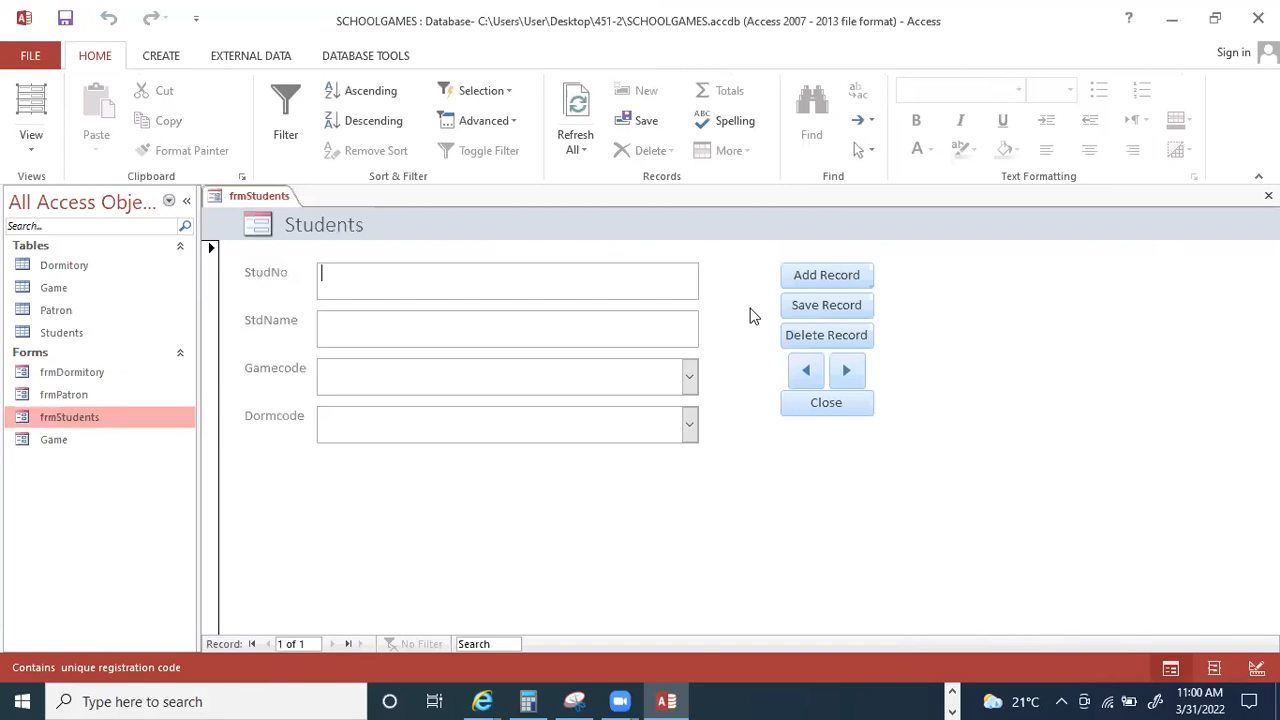 SCHOOLGAMES : Database- C:\Users\User\Desktop\451-2\SCHOOLGAMES.accdb (Access 2007 - 2013 file format) - Access
FILE HOME CREATE EXTERNAL DATA DATABASE TOOLS Sign in
View
Views
Paste
Cut
Copy
Format Painter
Clipboard
Filter
Ascending
Descending
Remove Sort
Selection
Advanced
Toggle Filter
Sort & Filter
Refresh
All
New
Save
Delete
Totals
Spelling
More
Records
Find
Find
B I U
A
Text Formatting
All Access Obje...
Search...
Tables
Dormitory
Game
Patron
Students
Forms
frmDormitory
frmPatron
frmStudents
Game
frmStudents
Students
StudNo
StdName
Gamecode
Dormcode
Add Record
Save Record
Delete Record
Close
Record: 1 of 1 No Filter Search
Contains unique registration code
Type here to search
21°C
11:00 AM
3/31/2022